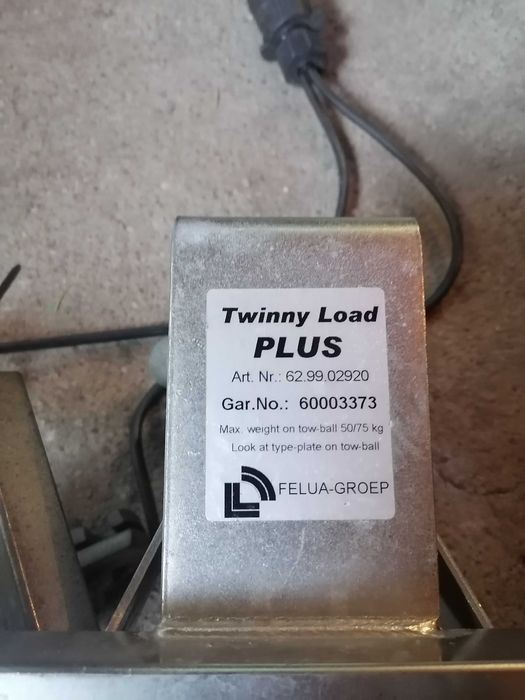 Twinny Load
PLUS
Art. Nr.: 62.99.02920
Gar.No.: 60003373
Max. weight on tow-ball 50/75 kg
Look at type-plate on tow-ball
FELUA-GROEP